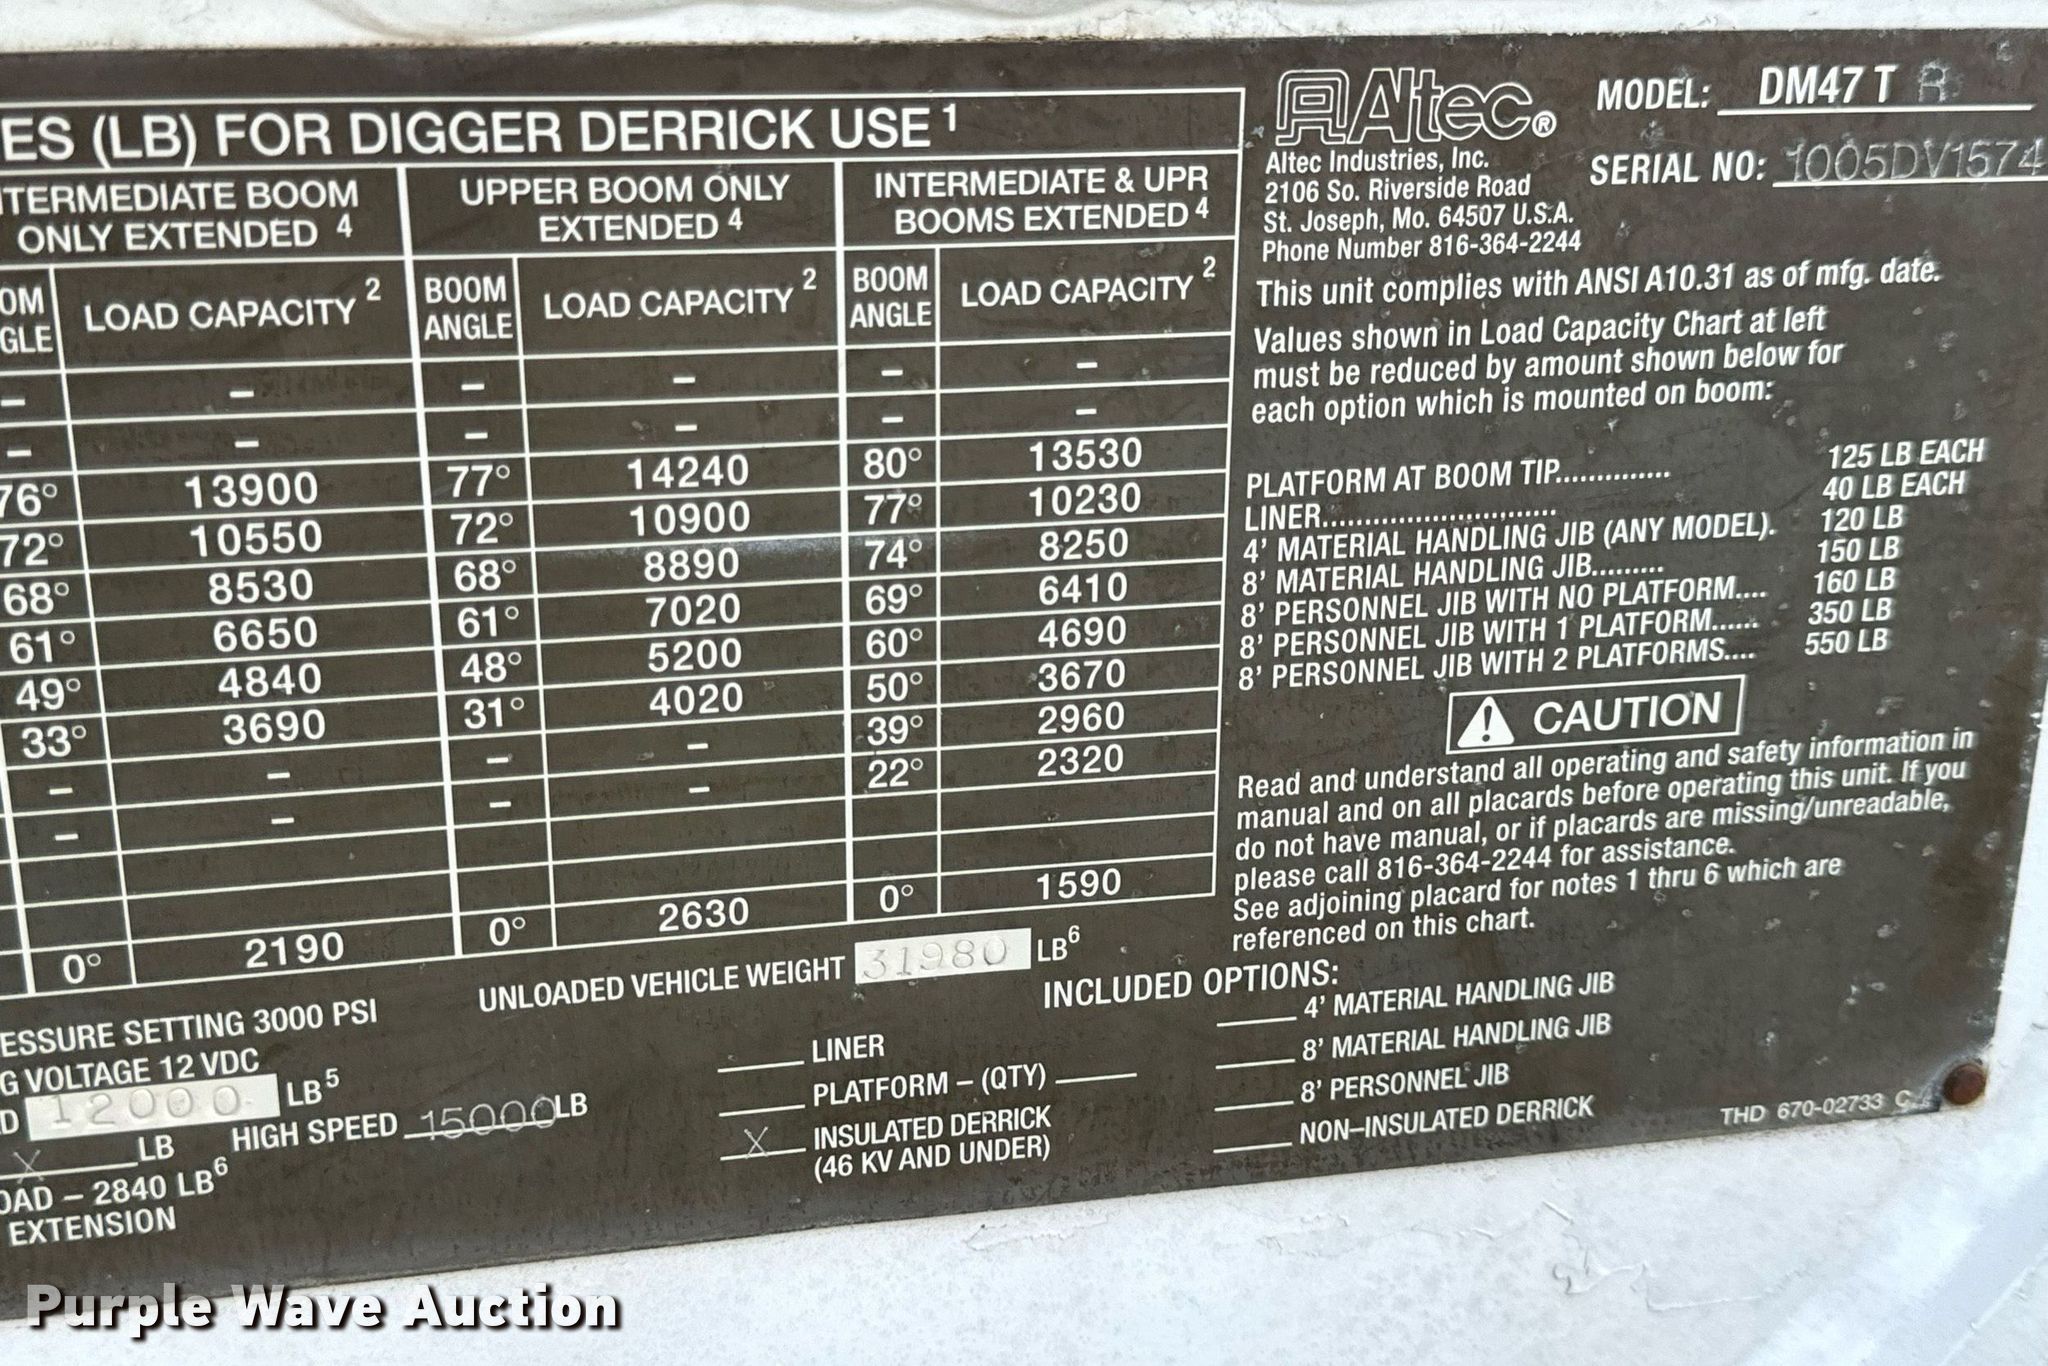 ES (LB) FOR DIGGER DERRICK USE 1
NTERMEDIATE BOOM ONLY EXTENDED 4
UPPER BOOM ONLY EXTENDED 4
INTERMEDIATE & UPR BOOMS EXTENDED 4
OM GLE LOAD CAPACITY 2 BOOM ANGLE LOAD CAPACITY 2 BOOM ANGLE LOAD CAPACITY 2
– – – – – –
– – – – – –
76° 13900 77° 14240 80° 13530
72° 10550 72° 10900 77° 10230
68° 8530 68° 8890 74° 8250
61° 6650 61° 7020 69° 6410
49° 4840 48° 5200 60° 4690
33° 3690 31° 4020 50° 3670
– – – – 39° 2960
– – – – 22° 2320
0° 2190 0° 2630 0° 1590
ESSURE SETTING 3000 PSI
G VOLTAGE 12 VDC
D 12000 LB5
X LB HIGH SPEED 15000 LB
OAD – 2840 LB6
EXTENSION
UNLOADED VEHICLE WEIGHT 31980 LB6
INCLUDED OPTIONS:
LINER
PLATFORM – (QTY)
X INSULATED DERRICK
(46 KV AND UNDER)
4' MATERIAL HANDLING JIB
8' MATERIAL HANDLING JIB
8' PERSONNEL JIB
NON-INSULATED DERRICK
THD 670-02733 C
Altec®
MODEL: DM47 T R
SERIAL NO: 1005DV1574
Altec Industries, Inc.
2106 So. Riverside Road
St. Joseph, Mo. 64507 U.S.A.
Phone Number 816-364-2244
This unit complies with ANSI A10.31 as of mfg. date.
Values shown in Load Capacity Chart at left
must be reduced by amount shown below for
each option which is mounted on boom:
PLATFORM AT BOOM TIP.............. 125 LB EACH
LINER............................ 40 LB EACH
4' MATERIAL HANDLING JIB (ANY MODEL). 120 LB
8' MATERIAL HANDLING JIB......... 150 LB
8' PERSONNEL JIB WITH NO PLATFORM.... 160 LB
8' PERSONNEL JIB WITH 1 PLATFORM...... 350 LB
8' PERSONNEL JIB WITH 2 PLATFORMS.... 550 LB
CAUTION
Read and understand all operating and safety information in
manual and on all placards before operating this unit. If you
do not have manual, or if placards are missing/unreadable,
please call 816-364-2244 for assistance.
See adjoining placard for notes 1 thru 6 which are
referenced on this chart.
Purple Wave Auction